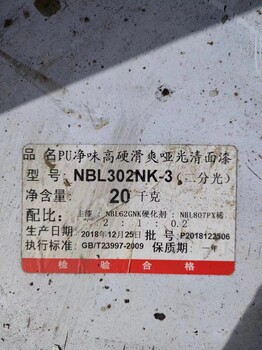 品 名 PU净味高硬滑爽哑光清面漆
型 号: NBL302NK-3 (二分光)
净含量: 20 千克
配比: 主漆 : NBL62GNK硬化剂 : NBL807PX稀
2 : 1 : 0.2
生产日期 2018年12月25日 批 号 P2018122506
执行标准: GB/T23997-2009 保质期: 一年
检 验 合 格